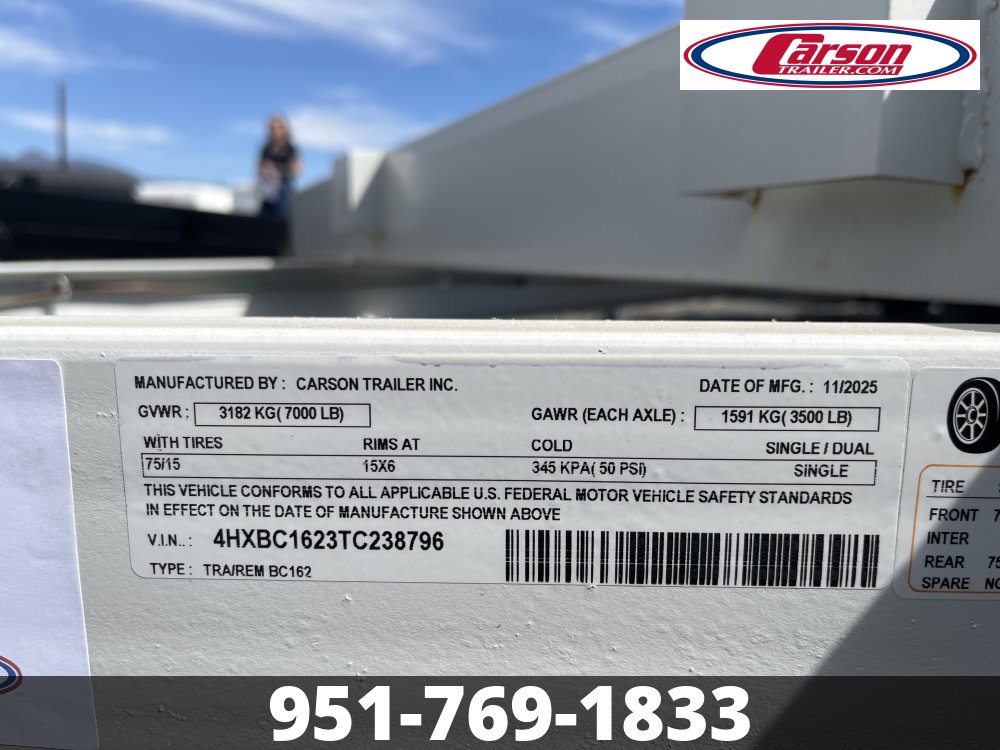 Carson
TRAILER.COM
MANUFACTURED BY : CARSON TRAILER INC.
DATE OF MFG. : 11/2025
GVWR : 3182 KG( 7000 LB)
GAWR (EACH AXLE) : 1591 KG( 3500 LB)
WITH TIRES RIMS AT COLD SINGLE / DUAL
75/15 15X6 345 KPA( 50 PSI) SINGLE
THIS VEHICLE CONFORMS TO ALL APPLICABLE U.S. FEDERAL MOTOR VEHICLE SAFETY STANDARDS
IN EFFECT ON THE DATE OF MANUFACTURE SHOWN ABOVE
V.I.N.. : 4HXBC1623TC238796
TYPE : TRA/REM BC162
TIRE
FRONT 7
INTER
REAR 75
SPARE NO
951-769-1833